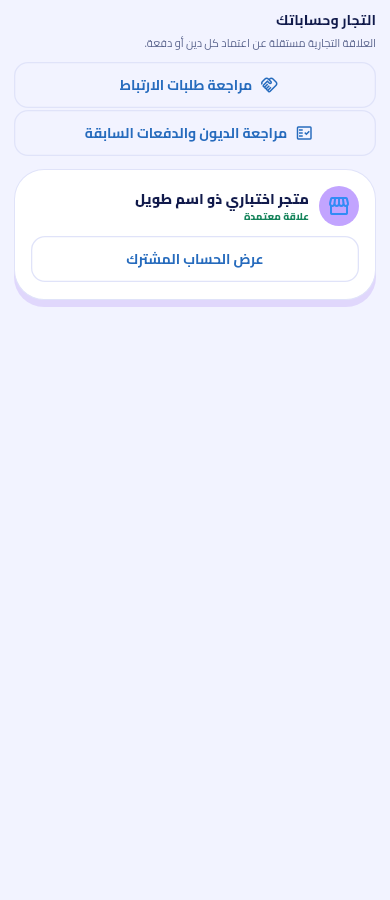 التجار وحساباتك
العلاقة التجارية مستقلة عن اعتماد كل دين أو دفعة.
مراجعة طلبات الارتباط
مراجعة الديون والدفعات السابقة
متجر اختباري ذو اسم طويل
علاقة معتمدة
عرض الحساب المشترك